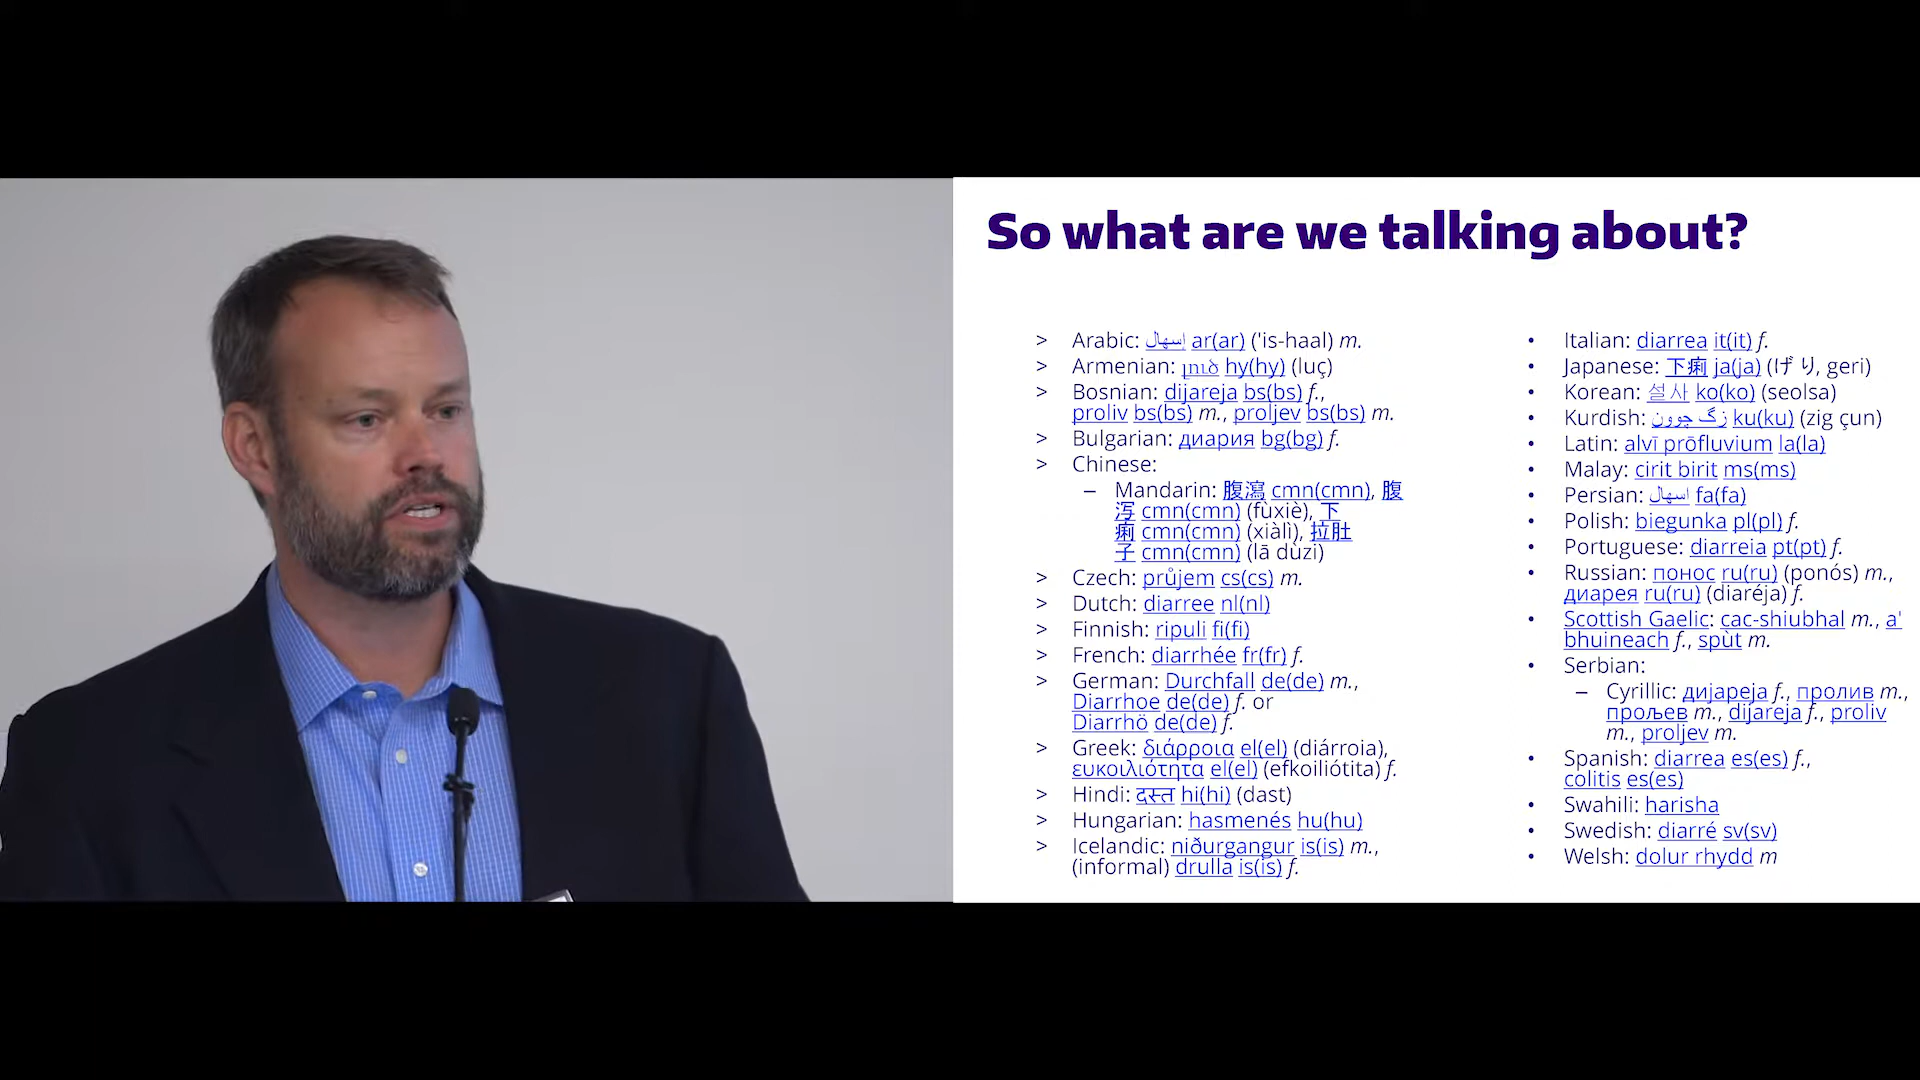 So what are we talking about?
> Arabic: إسهال ar(ar) ('is-haal) m.
> Armenian: լուծ hy(hy) (luç)
> Bosnian: dijareja bs(bs) f.,
proliv bs(bs) m., proljev bs(bs) m.
> Bulgarian: диария bg(bg) f.
> Chinese:
– Mandarin: 腹瀉 cmn(cmn), 腹
泻 cmn(cmn) (fùxiè), 下
痢 cmn(cmn) (xiàlì), 拉肚
子 cmn(cmn) (lā dùzi)
> Czech: průjem cs(cs) m.
> Dutch: diarree nl(nl)
> Finnish: ripuli fi(fi)
> French: diarrhée fr(fr) f.
> German: Durchfall de(de) m.,
Diarrhoe de(de) f. or
Diarrhö de(de) f.
> Greek: διάρροια el(el) (diárroia),
ευκοιλιότητα el(el) (efkoiliótita) f.
> Hindi: दस्त hi(hi) (dast)
> Hungarian: hasmenés hu(hu)
> Icelandic: niðurgangur is(is) m.,
(informal) drulla is(is) f.
• Italian: diarrea it(it) f.
• Japanese: 下痢 ja(ja) (げり, geri)
• Korean: 설사 ko(ko) (seolsa)
• Kurdish: زگ چوون ku(ku) (zig çun)
• Latin: alvī prōfluvium la(la)
• Malay: cirit birit ms(ms)
• Persian: اسهال fa(fa)
• Polish: biegunka pl(pl) f.
• Portuguese: diarreia pt(pt) f.
• Russian: понос ru(ru) (ponós) m.,
диарея ru(ru) (diaréja) f.
• Scottish Gaelic: cac-shiubhal m., a'
bhuineach f., spùt m.
• Serbian:
– Cyrillic: дијареја f., пролив m.,
прољев m., dijareja f., proliv
m., proljev m.
• Spanish: diarrea es(es) f.,
colitis es(es)
• Swahili: harisha
• Swedish: diarré sv(sv)
• Welsh: dolur rhydd m